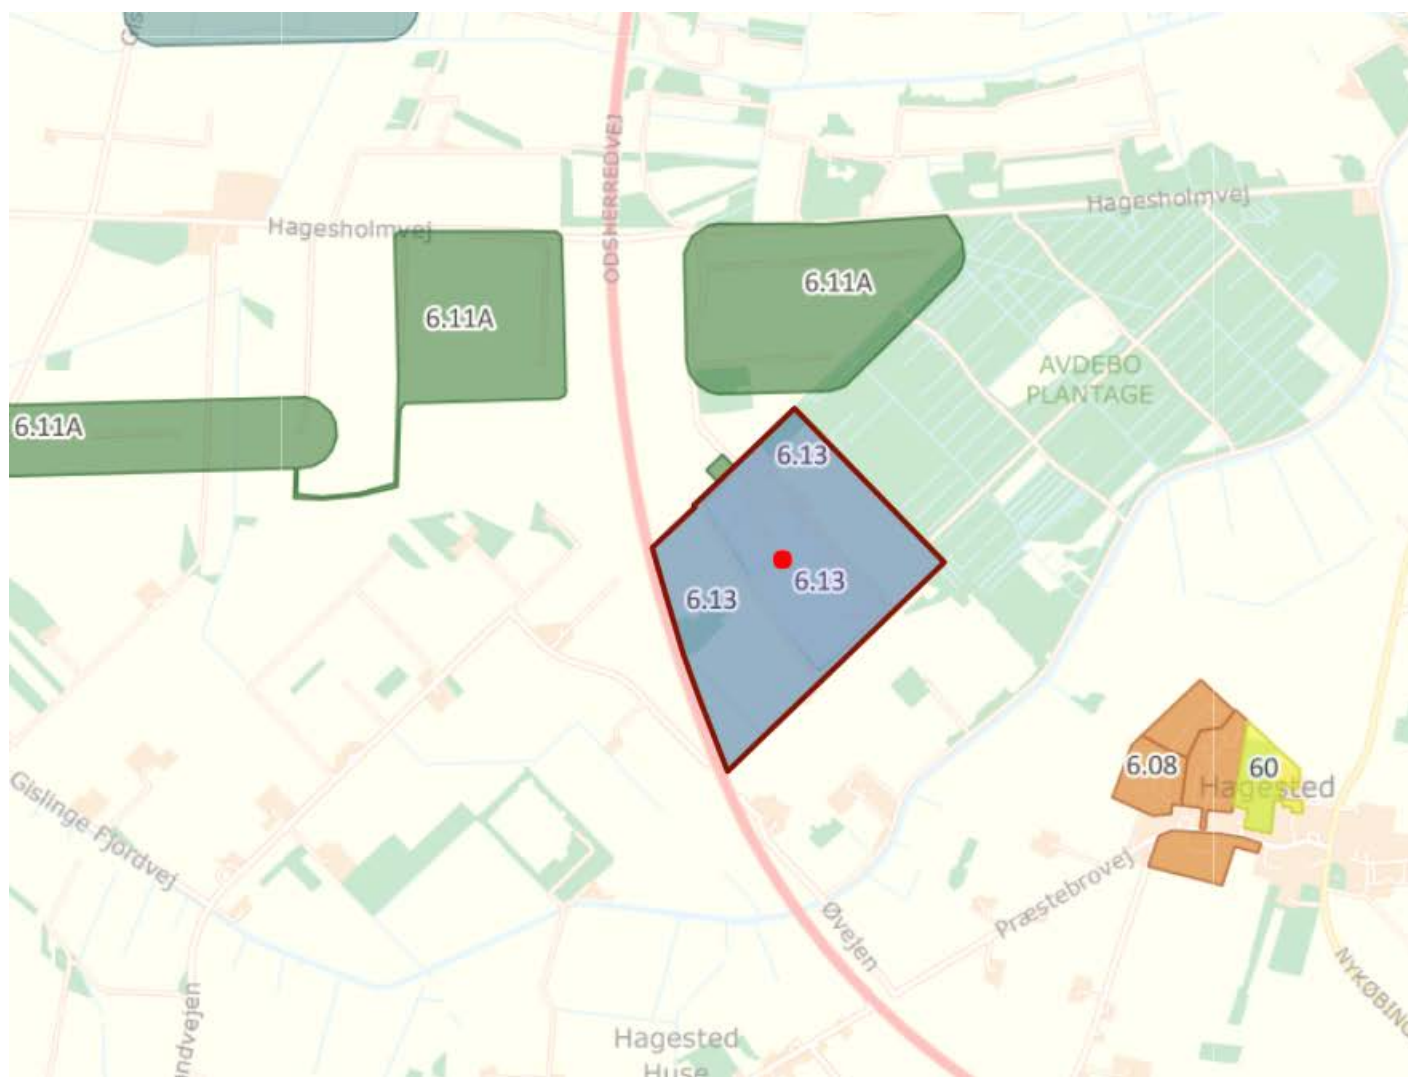 ODSHERREDVEJ
Hagesholmvej
Hagesholmvej
6.11A
6.11A
6.11A
AVDEBO
PLANTAGE
6.13
6.13
6.13
6.08
60
Hagested
Gislinge Fjordvej
Præstebrovej
Øvejen
NYKØBING
Hagested
Huse